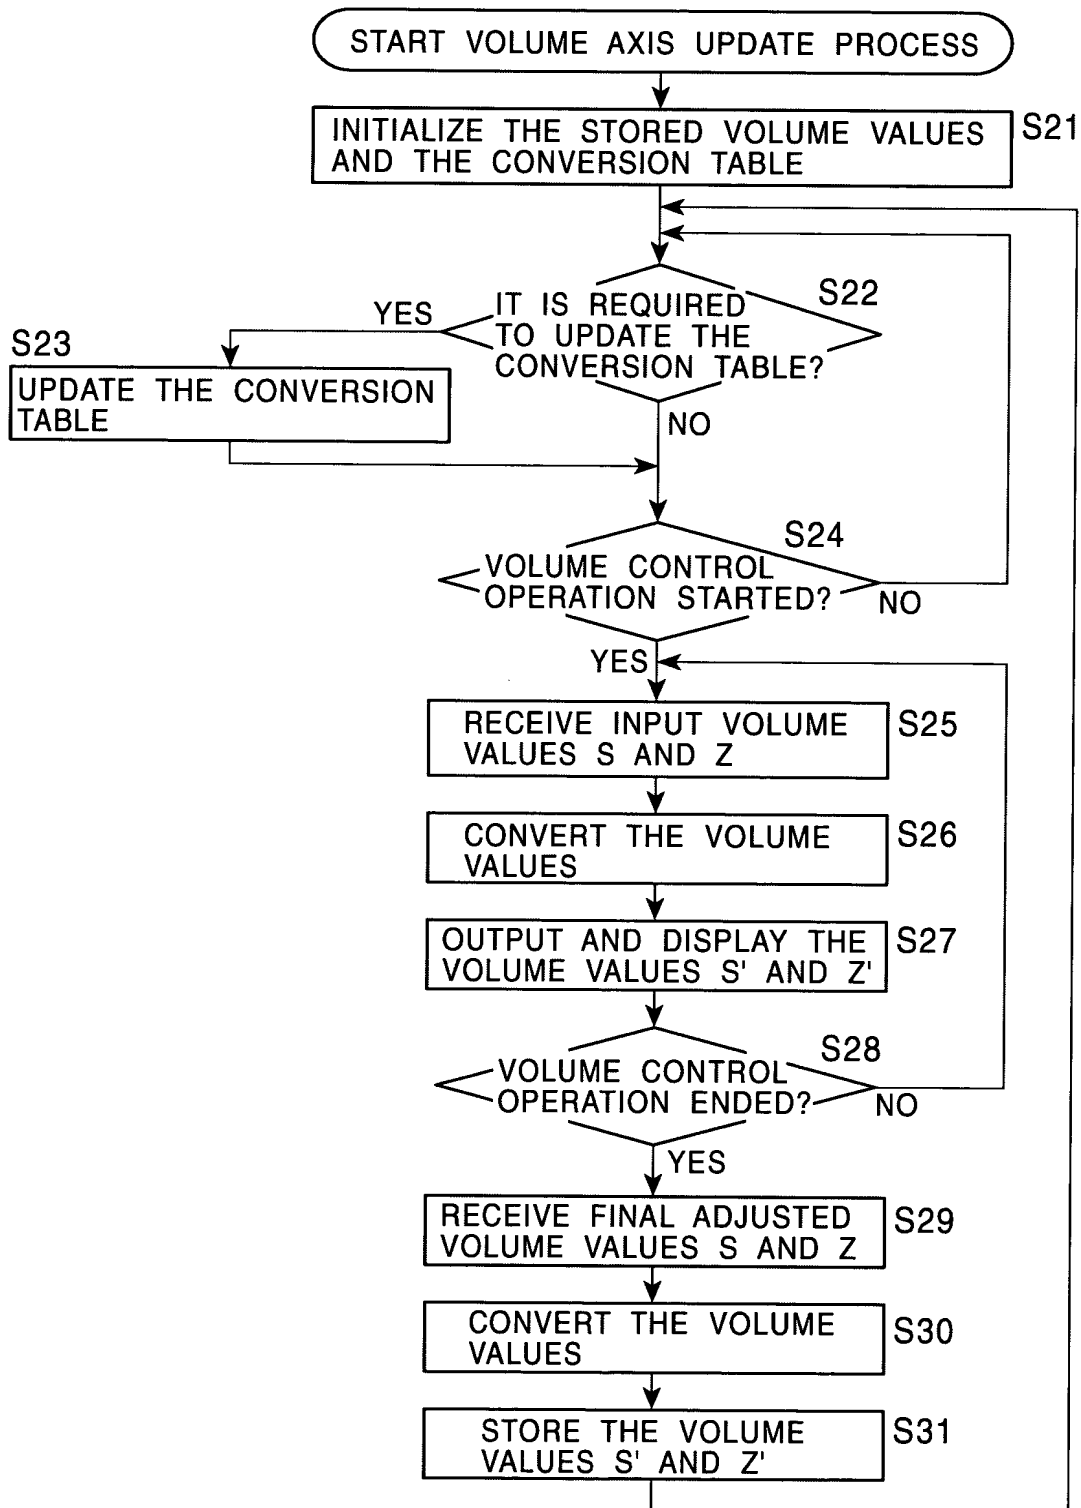 START VOLUME AXIS UPDATE PROCESS
INITIALIZE THE STORED VOLUME VALUES
AND THE CONVERSION TABLE
S21
IT IS REQUIRED
TO UPDATE THE
CONVERSION TABLE?
S22
YES
S23
UPDATE THE CONVERSION
TABLE
NO
S24
VOLUME CONTROL
OPERATION STARTED?
NO
YES
RECEIVE INPUT VOLUME
VALUES S AND Z
S25
CONVERT THE VOLUME
VALUES
S26
OUTPUT AND DISPLAY THE
VOLUME VALUES S' AND Z'
S27
S28
VOLUME CONTROL
OPERATION ENDED?
NO
YES
RECEIVE FINAL ADJUSTED
VOLUME VALUES S AND Z
S29
CONVERT THE VOLUME
VALUES
S30
STORE THE VOLUME
VALUES S' AND Z'
S31